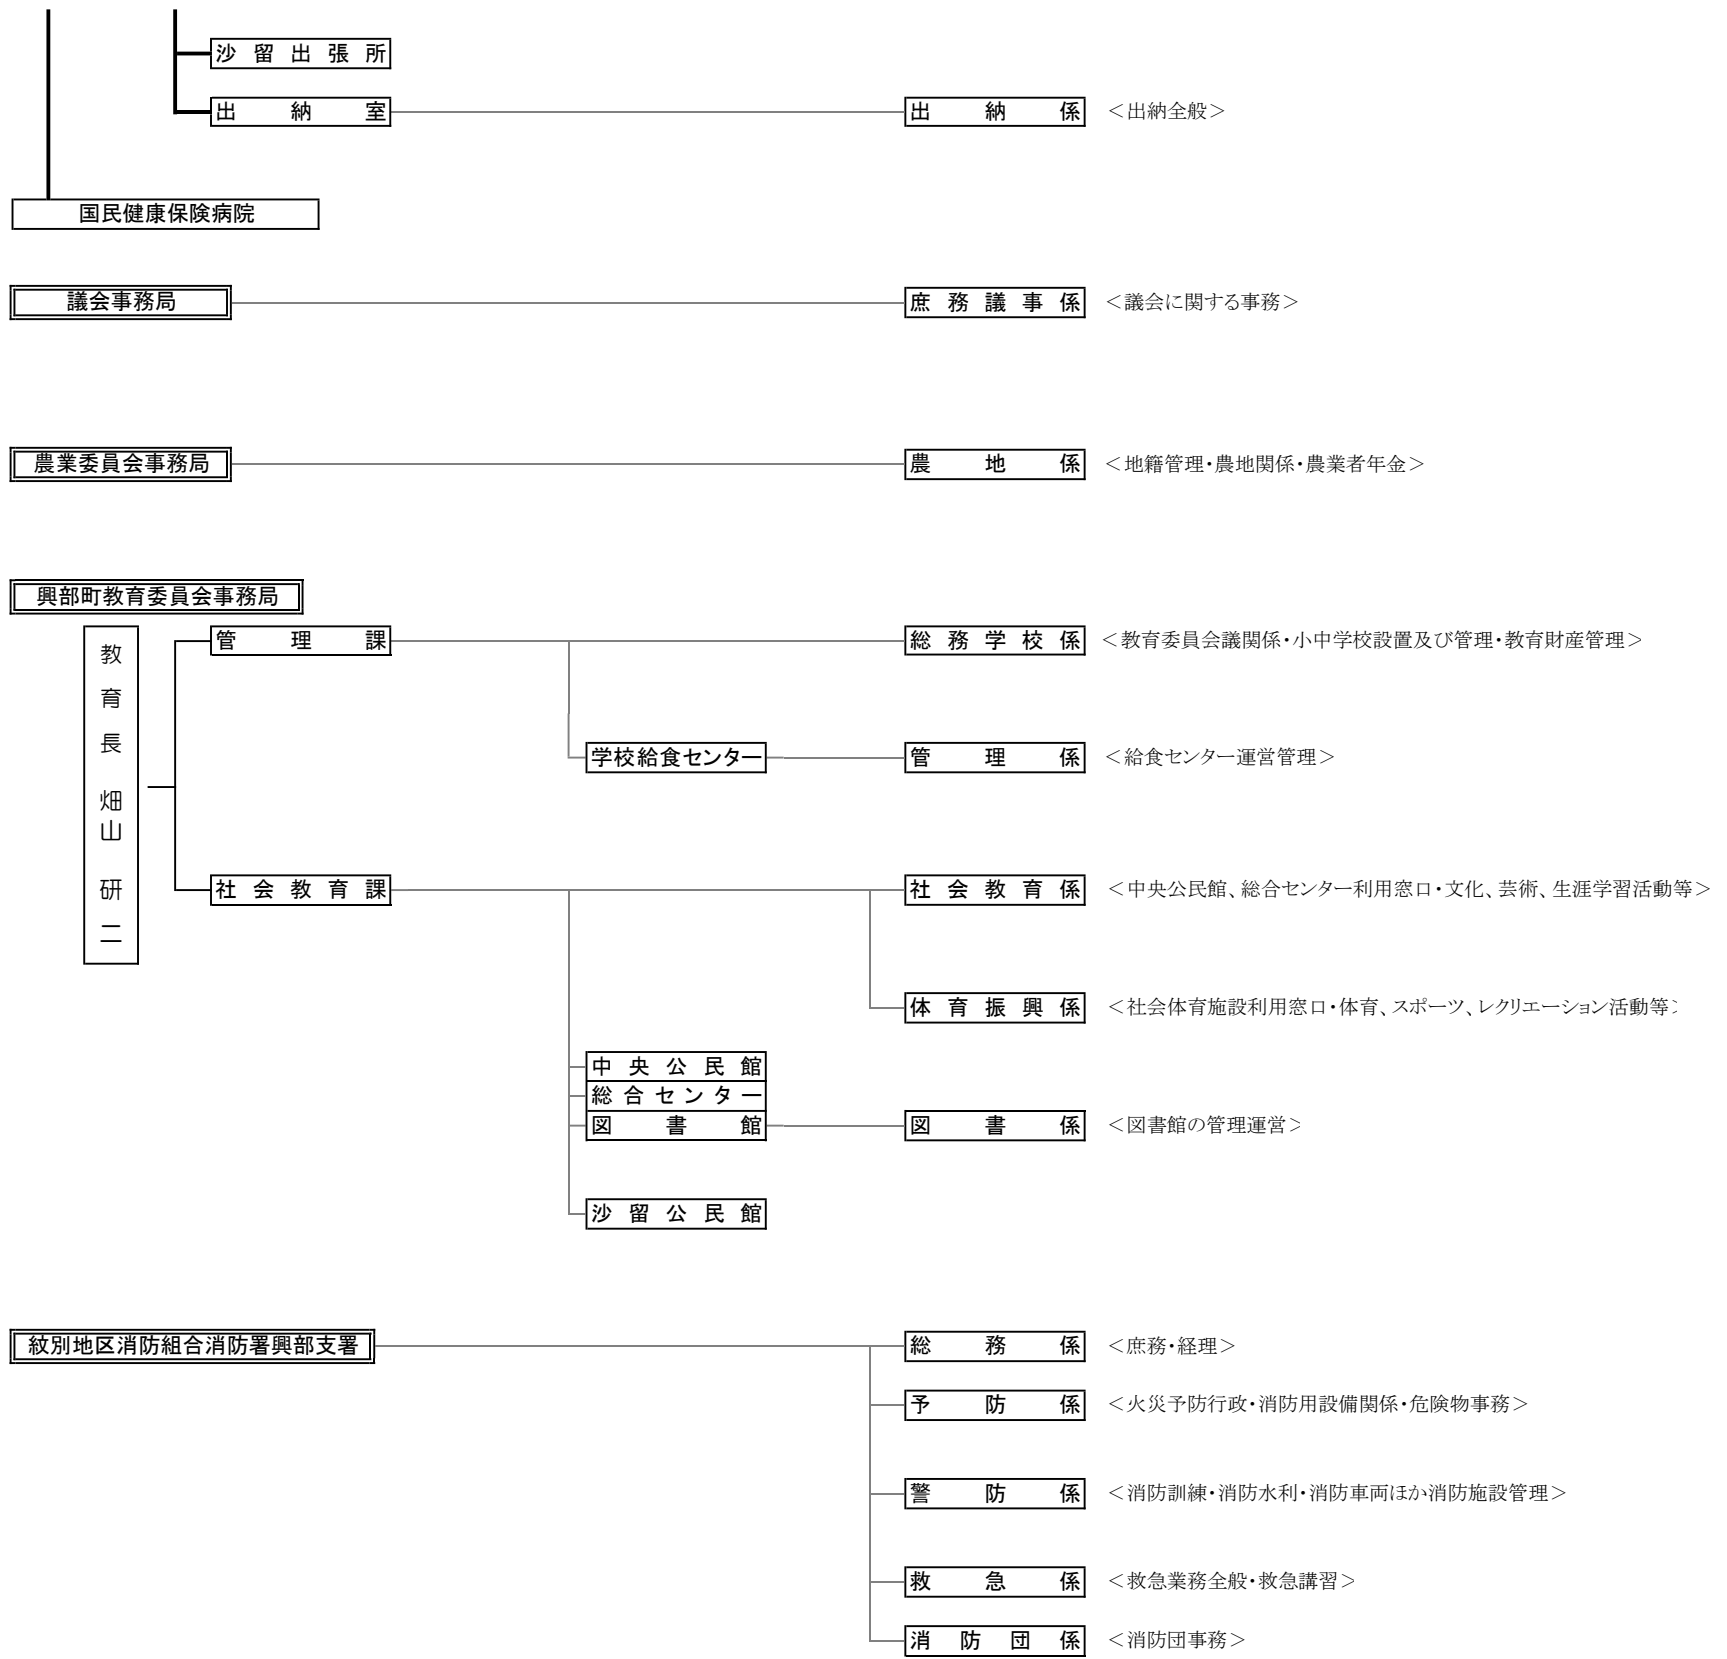 沙留出張所
出納室 出納係 ＜出納全般＞
国民健康保険病院
議会事務局 庶務議事係 ＜議会に関する事務＞
農業委員会事務局 農地係 ＜地籍管理・農地関係・農業者年金＞
興部町教育委員会事務局
教育長 畑山 研二
管理課 総務学校係 ＜教育委員会議関係・小中学校設置及び管理・教育財産管理＞
学校給食センター 管理係 ＜給食センター運営管理＞
社会教育課 社会教育係 ＜中央公民館、総合センター利用窓口・文化、芸術、生涯学習活動等＞
体育振興係 ＜社会体育施設利用窓口・体育、スポーツ、レクリエーション活動等＞
中央公民館
総合センター
図書館 図書係 ＜図書館の管理運営＞
沙留公民館
紋別地区消防組合消防署興部支署 総務係 ＜庶務・経理＞
予防係 ＜火災予防行政・消防用設備関係・危険物事務＞
警防係 ＜消防訓練・消防水利・消防車両ほか消防施設管理＞
救急係 ＜救急業務全般・救急講習＞
消防団係 ＜消防団事務＞